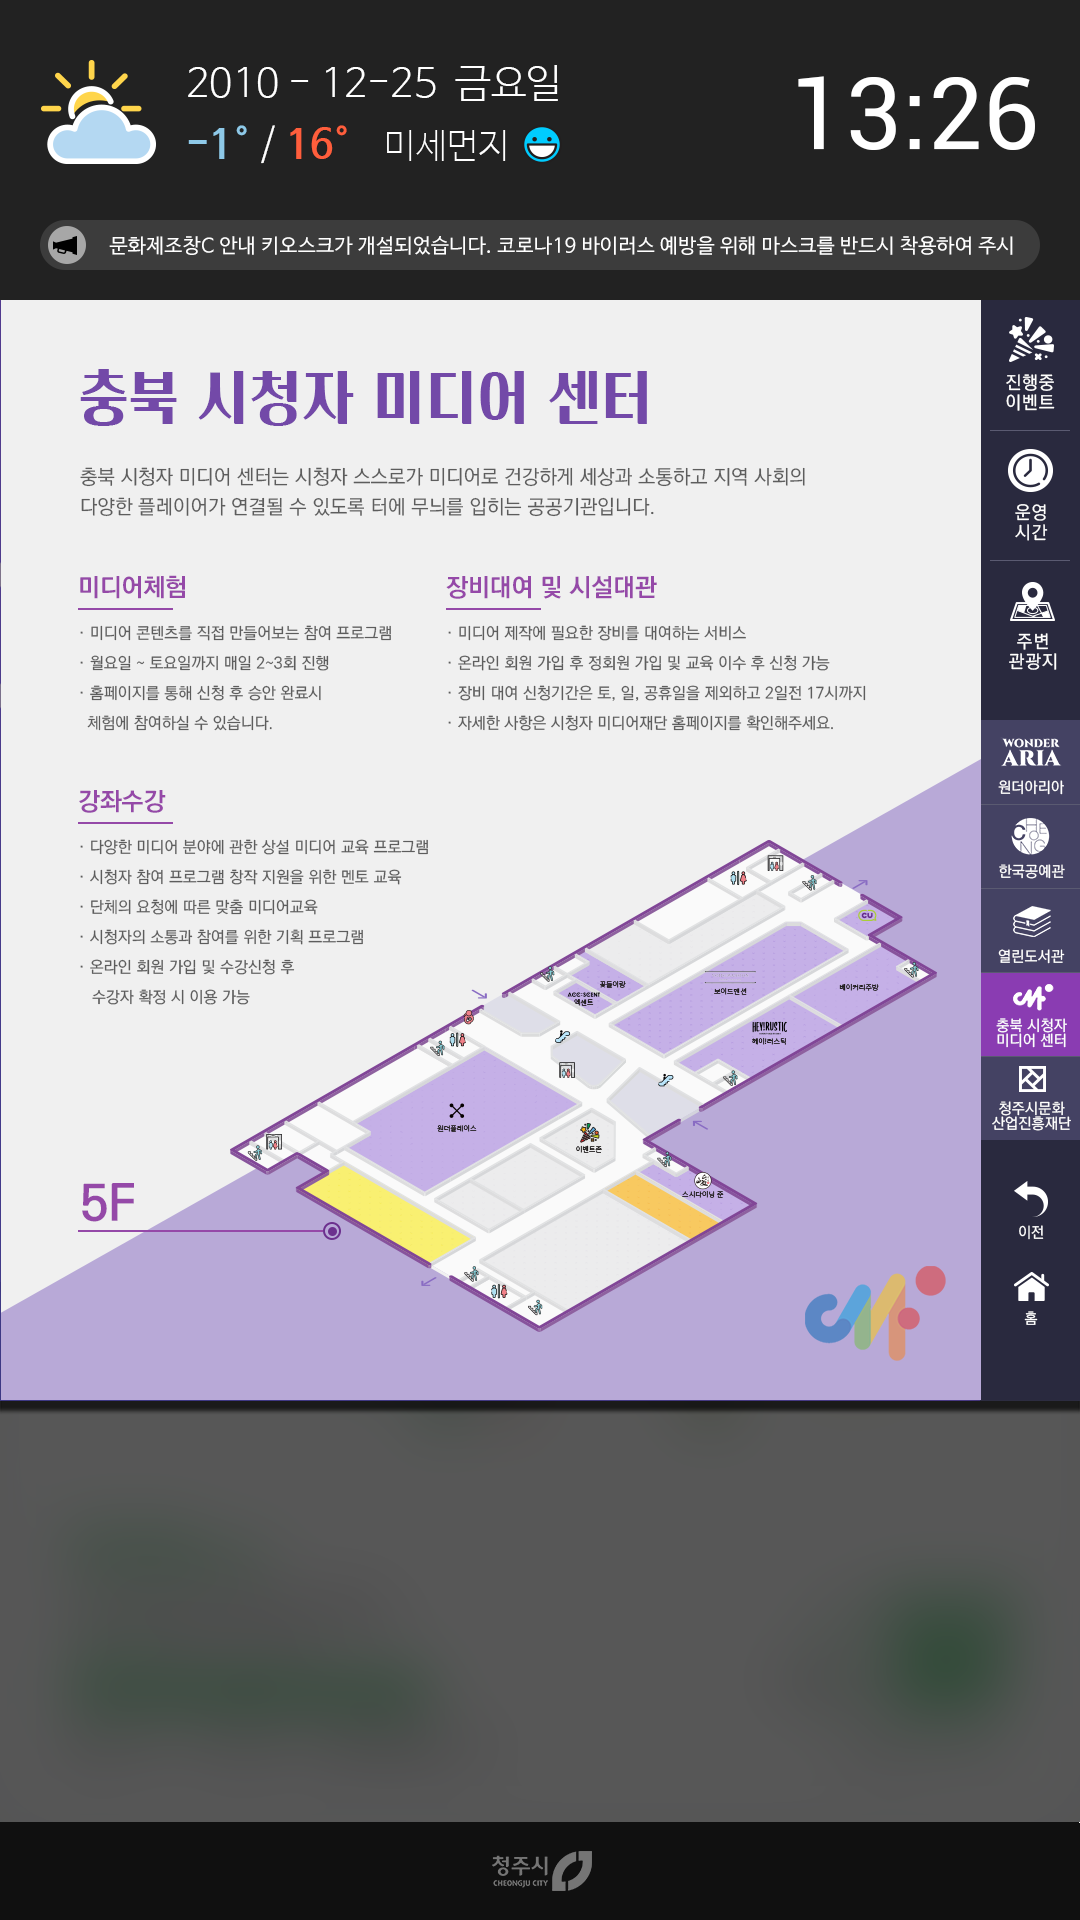 2010 - 12-25 금요일
-1° / 16° 미세먼지
13:26
문화제조창C 안내 키오스크가 개설되었습니다. 코로나19 바이러스 예방을 위해 마스크를 반드시 착용하여 주시
충북 시청자 미디어 센터
충북 시청자 미디어 센터는 시청자 스스로가 미디어로 건강하게 세상과 소통하고 지역 사회의
다양한 플레이어가 연결될 수 있도록 터에 무늬를 입히는 공공기관입니다.
미디어체험
· 미디어 콘텐츠를 직접 만들어보는 참여 프로그램
· 월요일 ~ 토요일까지 매일 2~3회 진행
· 홈페이지를 통해 신청 후 승안 완료시
체험에 참여하실 수 있습니다.
장비대여 및 시설대관
· 미디어 제작에 필요한 장비를 대여하는 서비스
· 온라인 회원 가입 후 정회원 가입 및 교육 이수 후 신청 가능
· 장비 대여 신청기간은 토, 일, 공휴일을 제외하고 2일전 17시까지
· 자세한 사항은 시청자 미디어재단 홈페이지를 확인해주세요.
강좌수강
· 다양한 미디어 분야에 관한 상설 미디어 교육 프로그램
· 시청자 참여 프로그램 창작 지원을 위한 멘토 교육
· 단체의 요청에 따른 맞춤 미디어교육
· 시청자의 소통과 참여를 위한 기획 프로그램
· 온라인 회원 가입 및 수강신청 후
수강자 확정 시 이용 가능
CU
꽃들이랑
ACC:SCENT
액센트
보이드맨션
베이커리주방
HEY!RUSTIC
헤이!러스틱
원더플레이스
이벤트존
스시다이닝 준
5F
진행중
이벤트
운영
시간
주변
관광지
WONDER
ARIA
원더아리아
CHEONG
한국공예관
열린도서관
충북 시청자
미디어 센터
청주시문화
산업진흥재단
이전
홈
청주시
CHEONGJU CITY